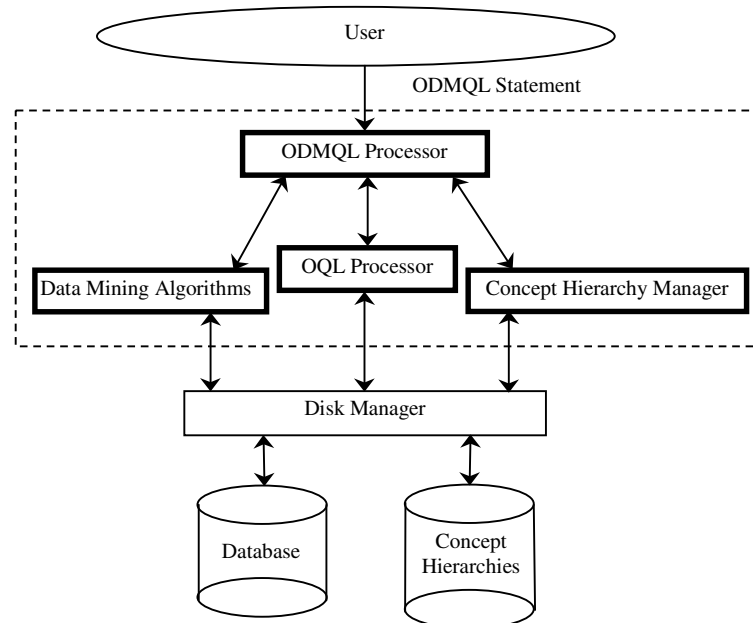 User
ODMQL Statement
ODMQL Processor
OQL Processor
Data Mining Algorithms
Concept Hierarchy Manager
Disk Manager
Database
Concept
Hierarchies